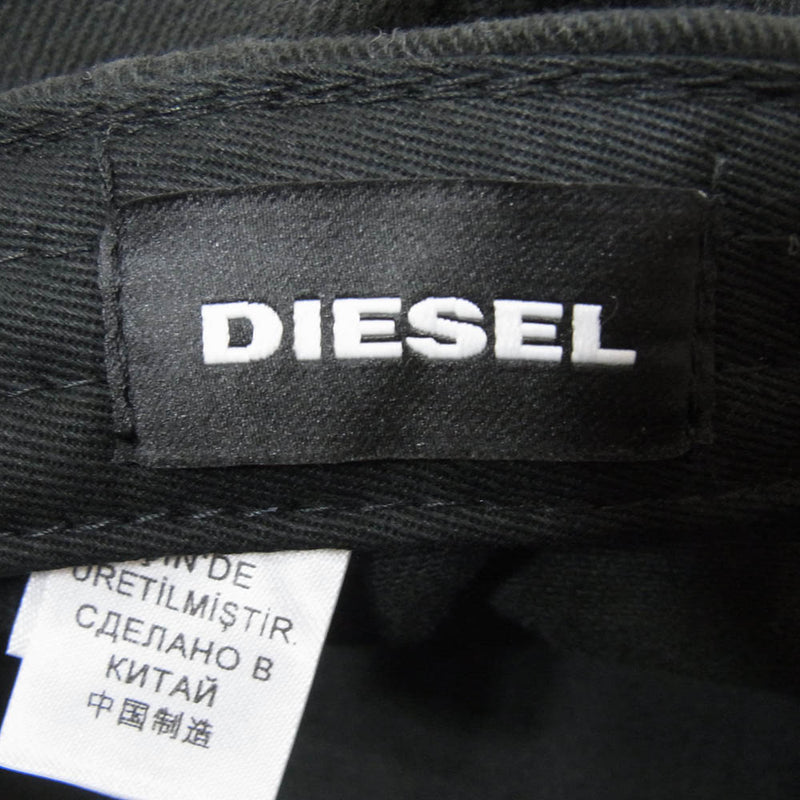 DIESEL
IN'DE
ÜRETİLMİŞTİR.
СДЕЛАНО В
КИТАЙ
中国制造